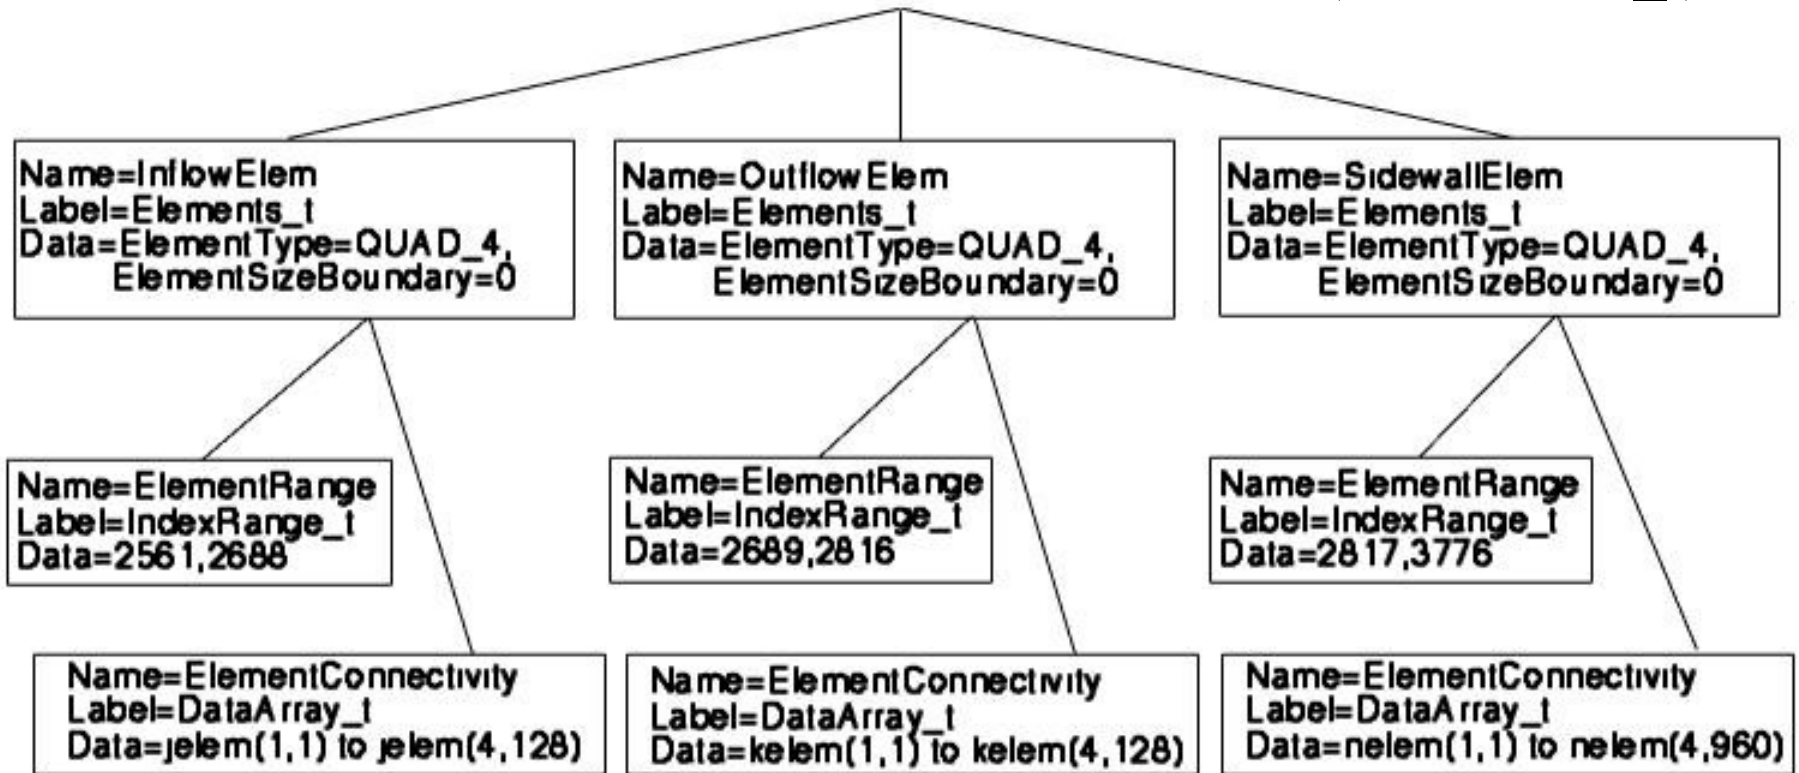 Name=InflowElem
Label=Elements_t
Data=ElementType=QUAD_4,
ElementSizeBoundary=0
Name=OutflowElem
Label=Elements_t
Data=ElementType=QUAD_4,
ElementSizeBoundary=0
Name=SidewallElem
Label=Elements_t
Data=ElementType=QUAD_4,
ElementSizeBoundary=0
Name=ElementRange
Label=IndexRange_t
Data=2561,2688
Name=ElementRange
Label=IndexRange_t
Data=2689,2816
Name=ElementRange
Label=IndexRange_t
Data=2817,3776
Name=ElementConnectivity
Label=DataArray_t
Data=jelem(1,1) to jelem(4,128)
Name=ElementConnectivity
Label=DataArray_t
Data=kelem(1,1) to kelem(4,128)
Name=ElementConnectivity
Label=DataArray_t
Data=nelem(1,1) to nelem(4,960)